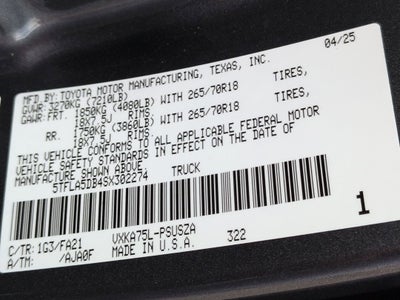 MFD.BY: TOYOTA MOTOR MANUFACTURING, TEXAS, INC. 04/25
GVWR: 3270KG (7210LB)
GAWR: FRT. 1850KG (4080LB) WITH 265/70R18 TIRES,
18X7.5J RIMS,
RR. 1750KG (3860LB) WITH 265/70R18 TIRES,
18X7.5J RIMS
THIS VEHICLE CONFORMS TO ALL APPLICABLE FEDERAL MOTOR
VEHICLE SAFETY STANDARDS IN EFFECT ON THE DATE OF
MANUFACTURE SHOWN ABOVE.
5TFLA5DB4SX302274 TRUCK
1
C/TR: 1G3/FA21 VXKA75L-PSUSZA
A/TM: /AJA0F MADE IN U.S.A. 322